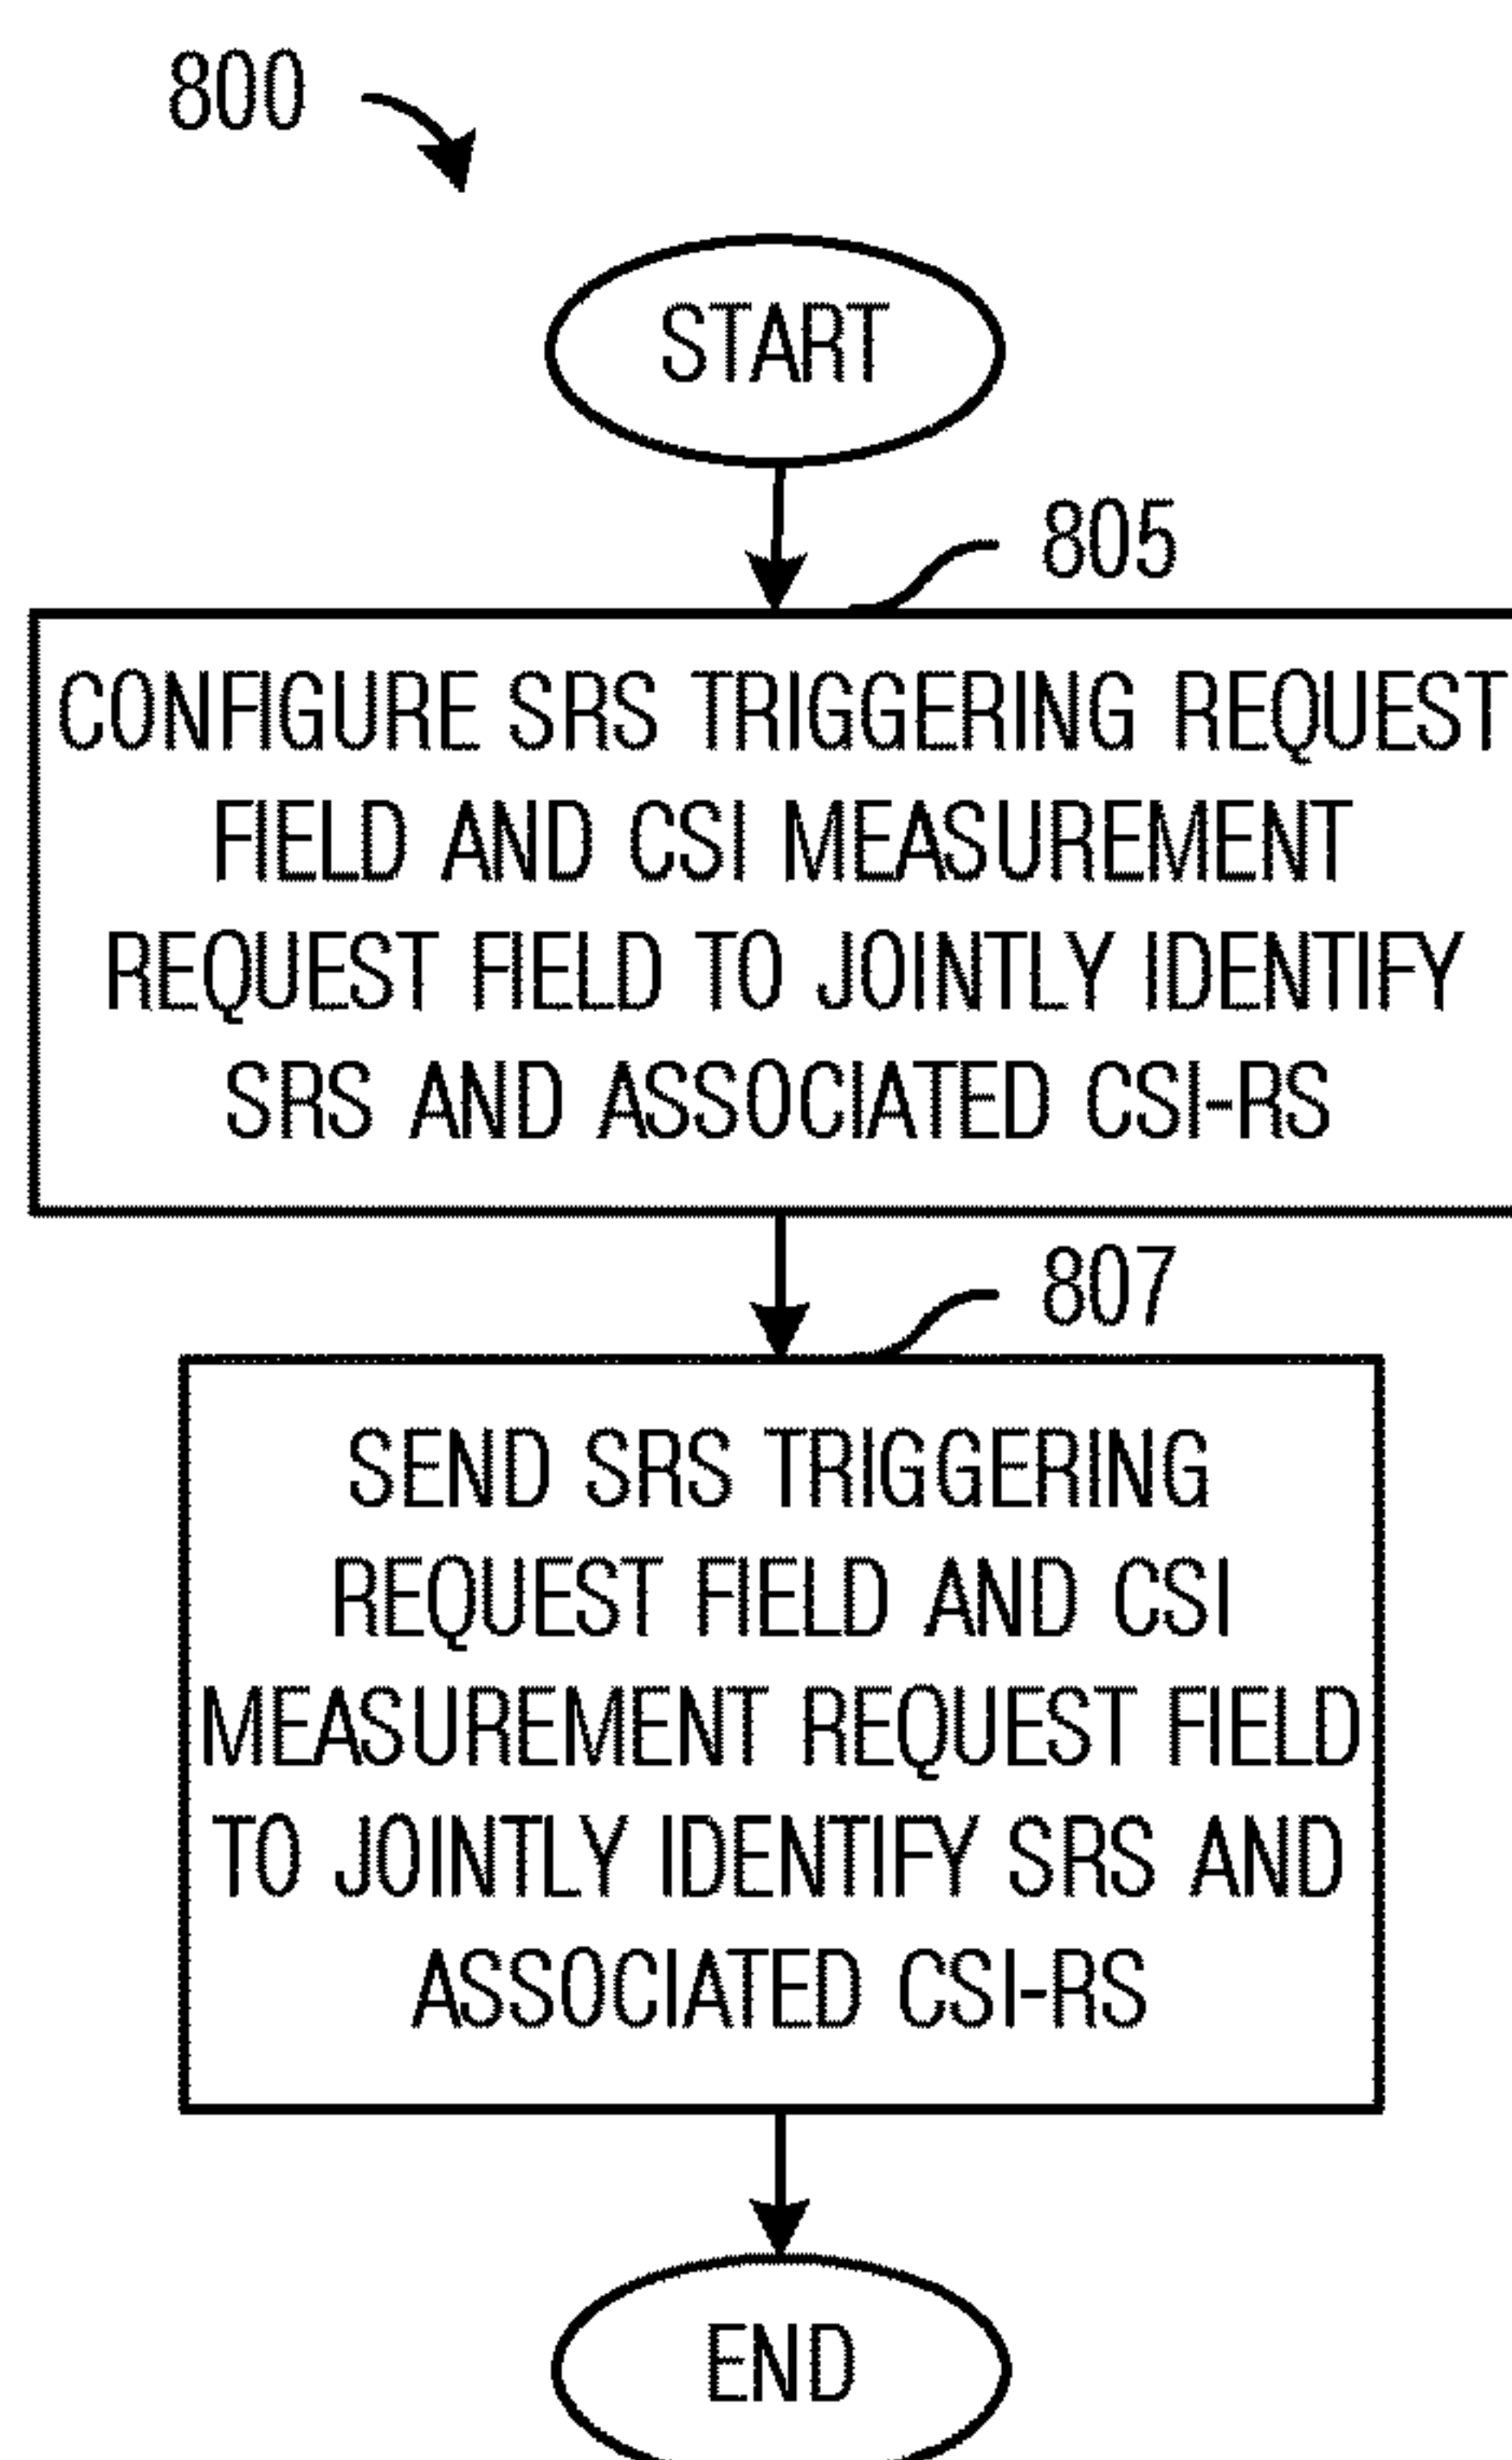 800
START
805
CONFIGURE SRS TRIGGERING REQUEST
FIELD AND CSI MEASUREMENT
REQUEST FIELD TO JOINTLY IDENTIFY
SRS AND ASSOCIATED CSI-RS
807
SEND SRS TRIGGERING
REQUEST FIELD AND CSI
MEASUREMENT REQUEST FIELD
TO JOINTLY IDENTIFY SRS AND
ASSOCIATED CSI-RS
END